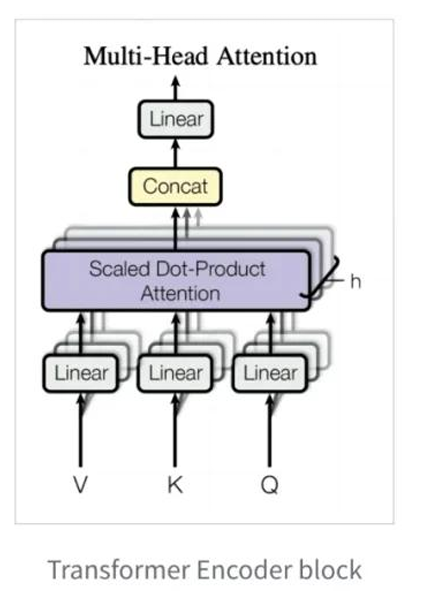 Multi-Head Attention
Linear
Concat
Scaled Dot-Product
Attention
h
Linear Linear Linear
V K Q
Transformer Encoder block